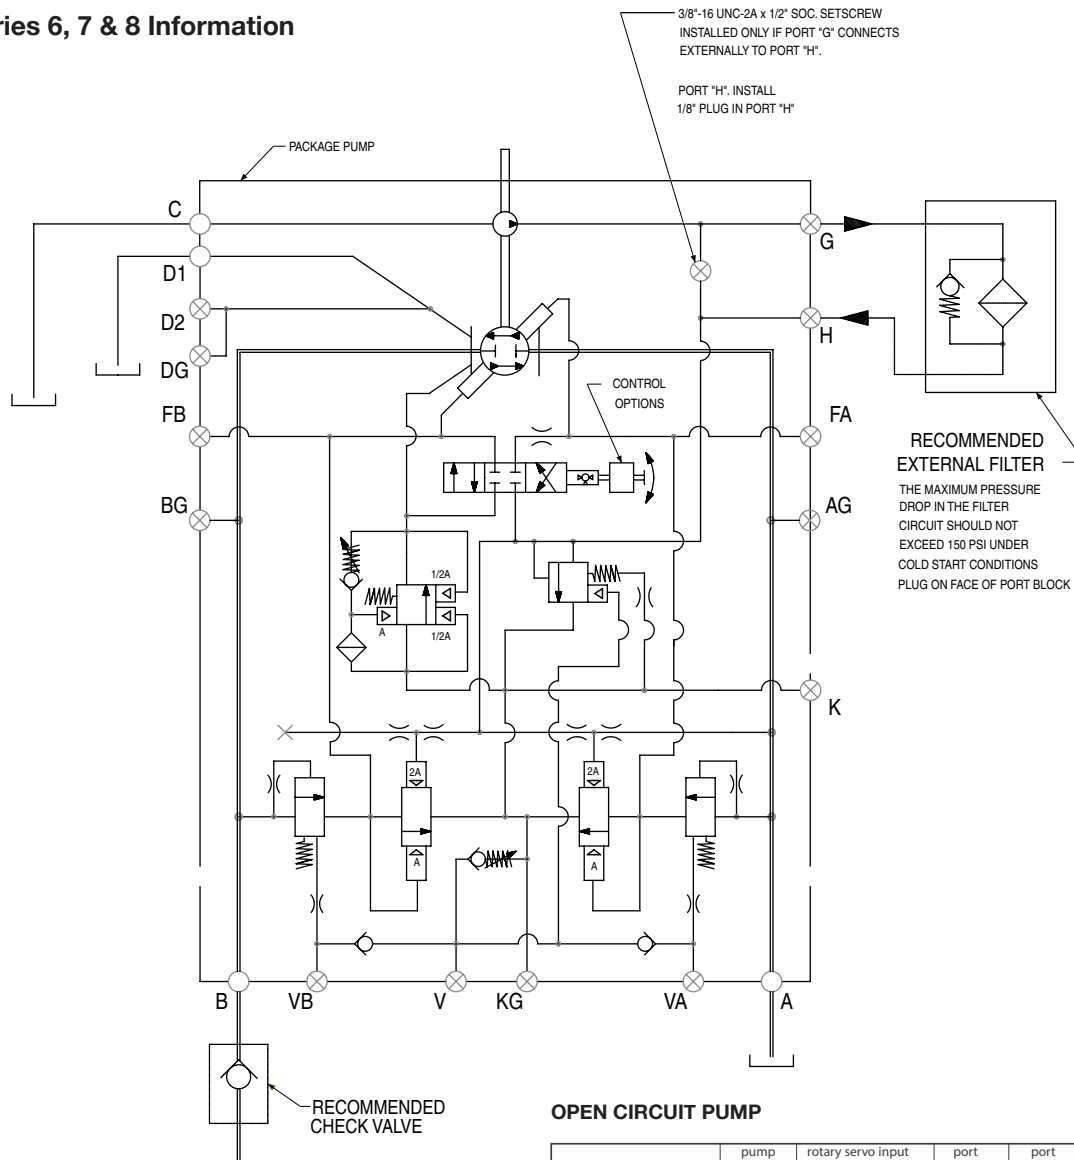 ries 6, 7 & 8 Information
3/8"-16 UNC-2A x 1/2" SOC. SETSCREW
INSTALLED ONLY IF PORT "G" CONNECTS
EXTERNALLY TO PORT "H".
PORT "H". INSTALL
1/8" PLUG IN PORT "H"
PACKAGE PUMP
C
G
D1
D2
H
DG
CONTROL
OPTIONS
FB
FA
RECOMMENDED
EXTERNAL FILTER
THE MAXIMUM PRESSURE
DROP IN THE FILTER
CIRCUIT SHOULD NOT
EXCEED 150 PSI UNDER
COLD START CONDITIONS
PLUG ON FACE OF PORT BLOCK
BG
AG
1/2A
A
1/2A
K
2A
2A
A
A
B
VB
V
KG
VA
A
RECOMMENDED
CHECK VALVE
OPEN CIRCUIT PUMP
pump
rotary servo input
port
port